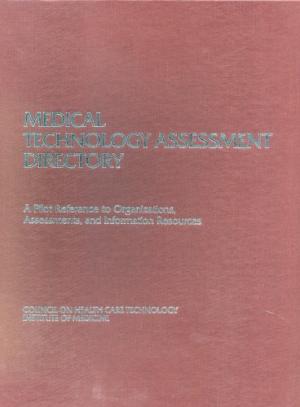 MEDICAL
TECHNOLOGY ASSESSMENT
DIRECTORY
A Pilot Reference to Organizations,
Assessments, and Information Resources
COUNCIL ON HEALTH CARE TECHNOLOGY
INSTITUTE OF MEDICINE